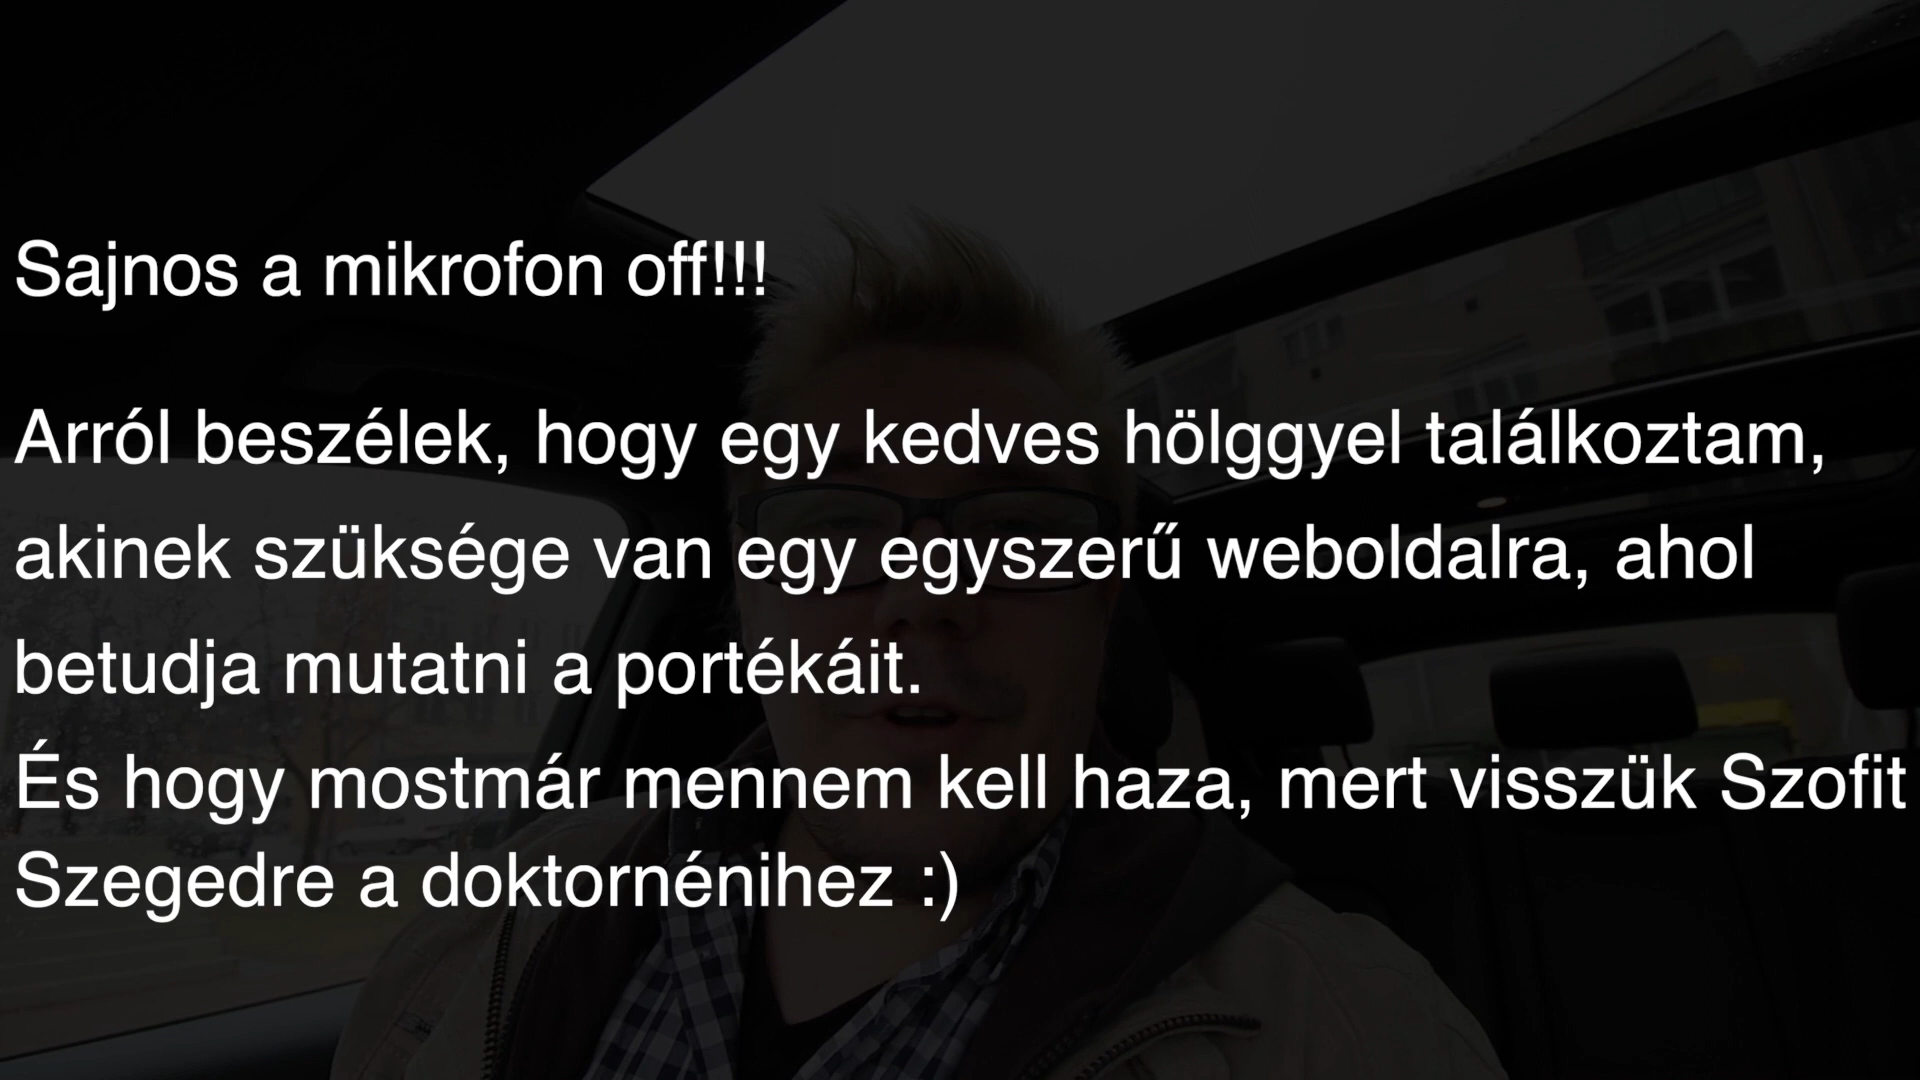 Sajnos a mikrofon off!!!
Arról beszélek, hogy egy kedves hölggyel találkoztam,
akinek szüksége van egy egyszerű weboldalra, ahol
betudja mutatni a portékáit.
És hogy mostmár mennem kell haza, mert visszük Szofit
Szegedre a doktornénihez :)